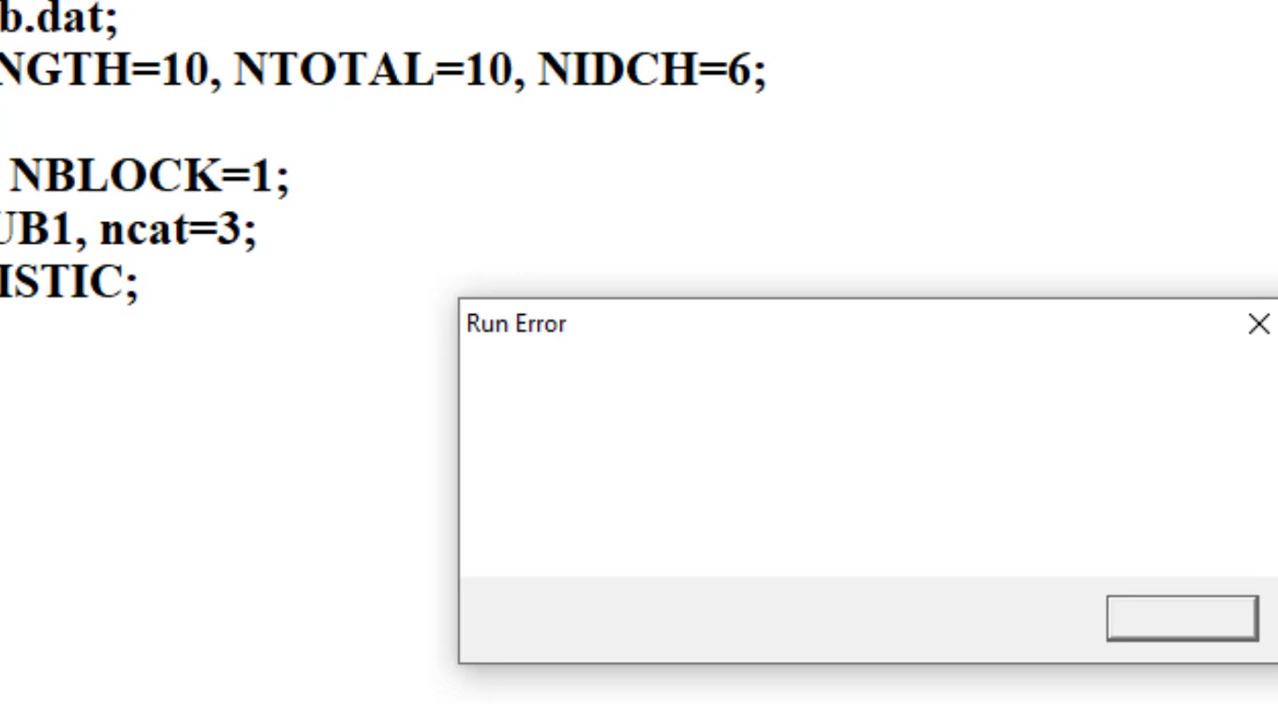 b.dat;
NGTH=10, NTOTAL=10, NIDCH=6;
NBLOCK=1;
UB1, ncat=3;
ISTIC;
Run Error